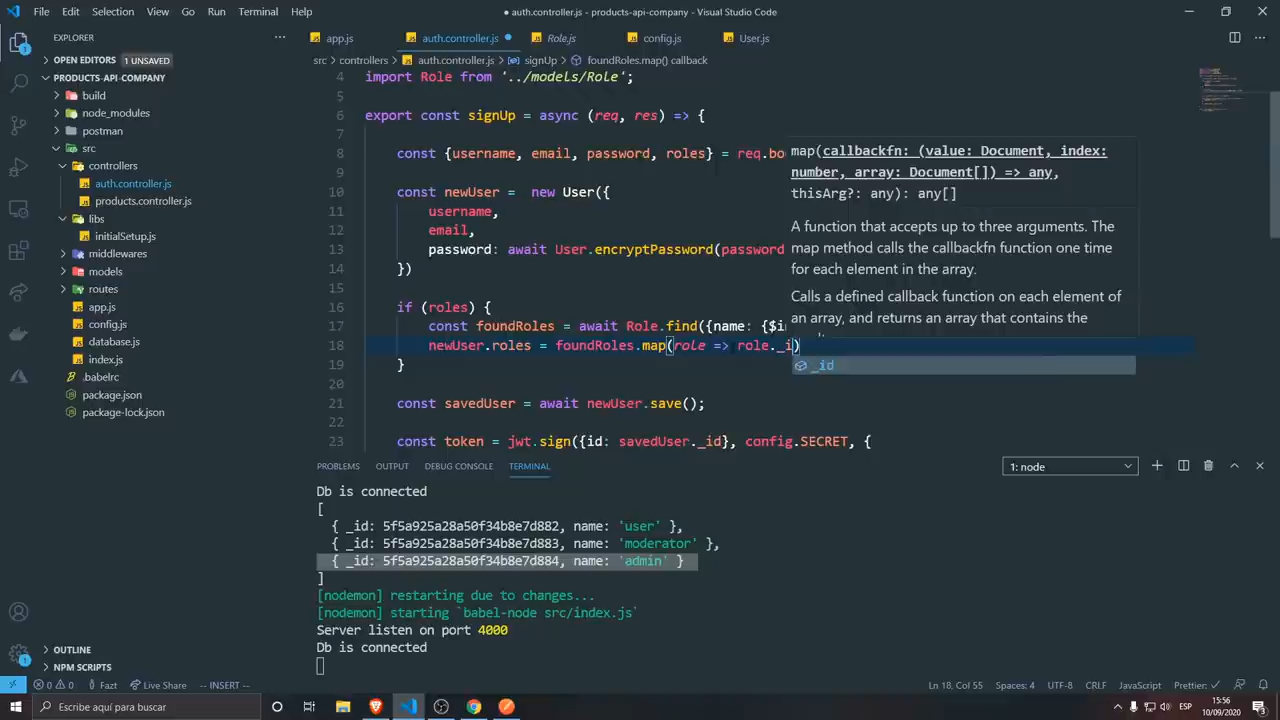 File Edit Selection View Go Run Terminal Help
auth.controller.js - products-api-company - Visual Studio Code
EXPLORER
app.js auth.controller.js Role.js config.js User.js
OPEN EDITORS 1 UNSAVED
src > controllers > auth.controller.js > signUp > foundRoles.map() callback
PRODUCTS-API-COMPANY
build
node_modules
postman
src
controllers
auth.controller.js
products.controller.js
libs
initialSetup.js
middlewares
models
routes
app.js
config.js
database.js
index.js
.babelrc
package.json
package-lock.json
OUTLINE
NPM SCRIPTS
4 import Role from '../models/Role';
5
6 export const signUp = async (req, res) => {
7
8 const {username, email, password, roles} = req.bo
9
10 const newUser = new User({
11 username,
12 email,
13 password: await User.encryptPassword(password
14 })
15
16 if (roles) {
17 const foundRoles = await Role.find({name: {$in
18 newUser.roles = foundRoles.map(role => role._i)
19 }
20
21 const savedUser = await newUser.save();
22
23 const token = jwt.sign({id: savedUser._id}, config.SECRET, {
map(callbackfn: (value: Document, index:
number, array: Document[]) => any,
thisArg?: any): any[]
A function that accepts up to three arguments. The
map method calls the callbackfn function one time
for each element in the array.
Calls a defined callback function on each element of
an array, and returns an array that contains the
_id
PROBLEMS OUTPUT DEBUG CONSOLE TERMINAL
1: node
Db is connected
[
{ _id: 5f5a925a28a50f34b8e7d882, name: 'user' },
{ _id: 5f5a925a28a50f34b8e7d883, name: 'moderator' },
{ _id: 5f5a925a28a50f34b8e7d884, name: 'admin' }
]
[nodemon] restarting due to changes...
[nodemon] starting `babel-node src/index.js`
Server listen on port 4000
Db is connected
0 0 Fazt Live Share -- INSERT --
Ln 18, Col 55 Spaces: 4 UTF-8 CRLF JavaScript Prettier: ✓
Escribe aquí para buscar
ESP
15:56
10/09/2020